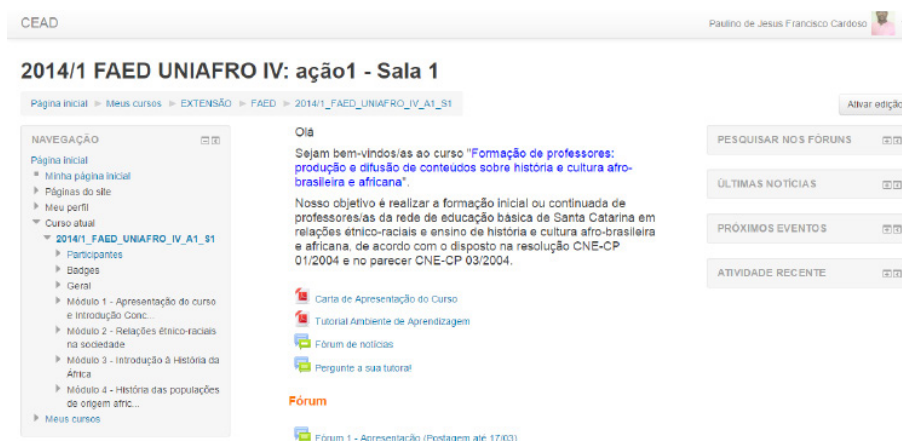 CEAD
Paulino de Jesus Francisco Cardoso
2014/1 FAED UNIAFRO IV: ação1 - Sala 1
Página inicial ► Meus cursos ► EXTENSÃO ► FAED ► 2014/1_FAED_UNIAFRO_IV_A1_S1
Ativar edição
NAVEGAÇÃO
Página inicial
Minha página inicial
Páginas do site
Meu perfil
Curso atual
2014/1_FAED_UNIAFRO_IV_A1_S1
Participantes
Badges
Geral
Módulo 1 - Apresentação do curso
e Introdução Conc...
Módulo 2 - Relações étnico-raciais
na sociedade
Módulo 3 - Introdução à História da
África
Módulo 4 - História das populações
de origem afric...
Meus cursos
Olá
Sejam bem-vindos/as ao curso "Formação de professores:
produção e difusão de conteúdos sobre história e cultura afro-
brasileira e africana".
Nosso objetivo é realizar a formação inicial ou continuada de
professores/as da rede de educação básica de Santa Catarina em
relações étnico-raciais e ensino de história e cultura afro-brasileira
e africana, de acordo com o disposto na resolução CNE-CP
01/2004 e no parecer CNE-CP 03/2004.
Carta de Apresentação do Curso
Tutorial Ambiente de Aprendizagem
Fórum de notícias
Pergunte a sua tutora!
Fórum
Fórum 1 - Apresentação (Postagem até 17/03)
PESQUISAR NOS FÓRUNS
ÚLTIMAS NOTÍCIAS
PRÓXIMOS EVENTOS
ATIVIDADE RECENTE